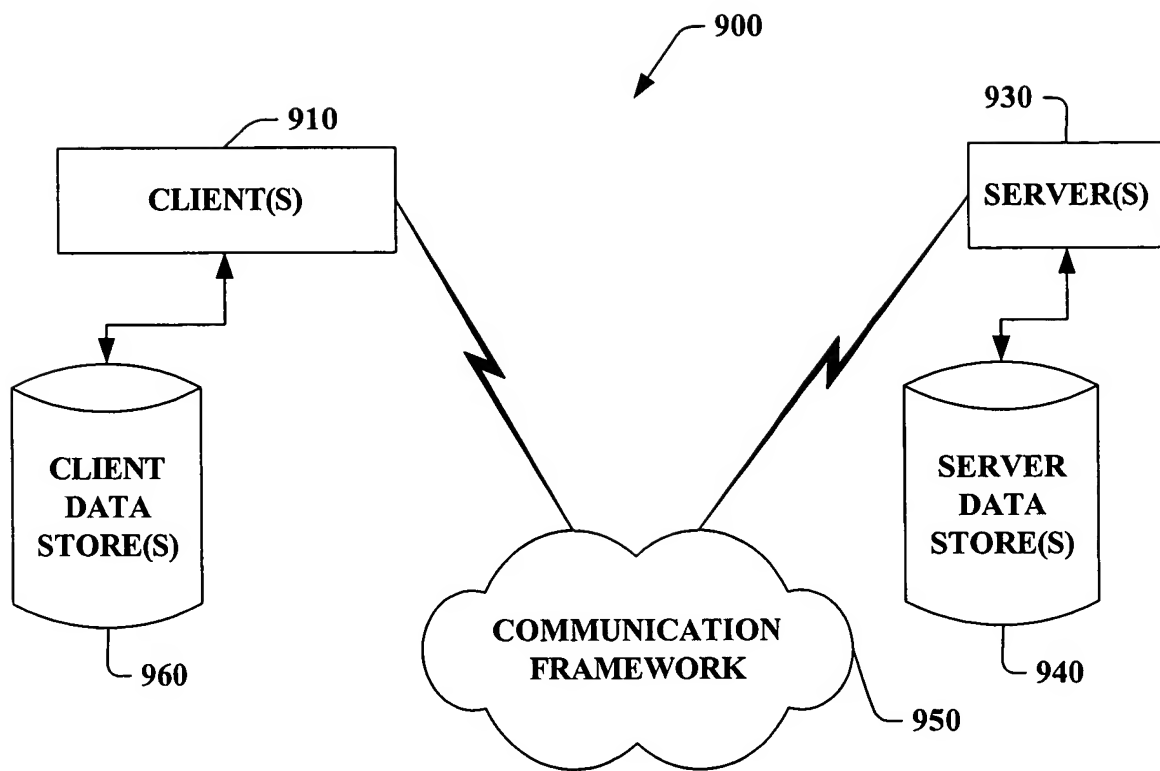 900
910
930
CLIENT(S)
SERVER(S)
CLIENT
DATA
STORE(S)
SERVER
DATA
STORE(S)
COMMUNICATION
FRAMEWORK
960
940
950